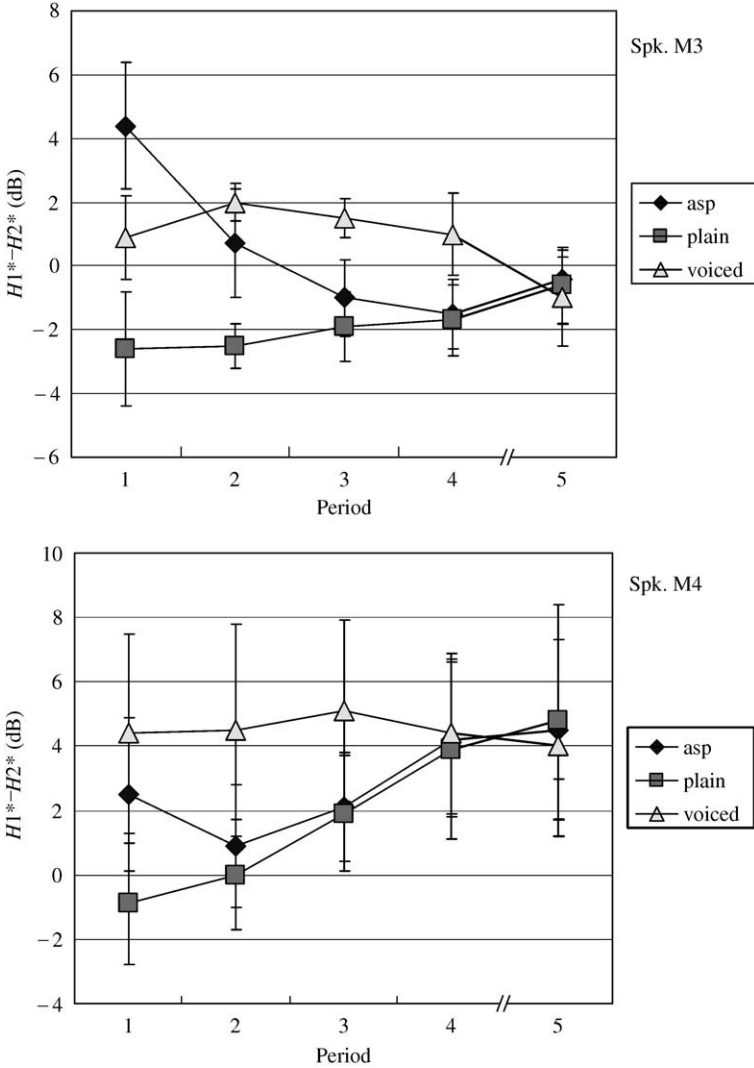 8
Spk. M3
6
4
2
0
−2
−4
−6
H1*−H2* (dB)
asp
plain
voiced
1 2 3 4 5
Period
10
Spk. M4
8
6
4
2
0
−2
−4
H1*−H2* (dB)
asp
plain
voiced
1 2 3 4 5
Period